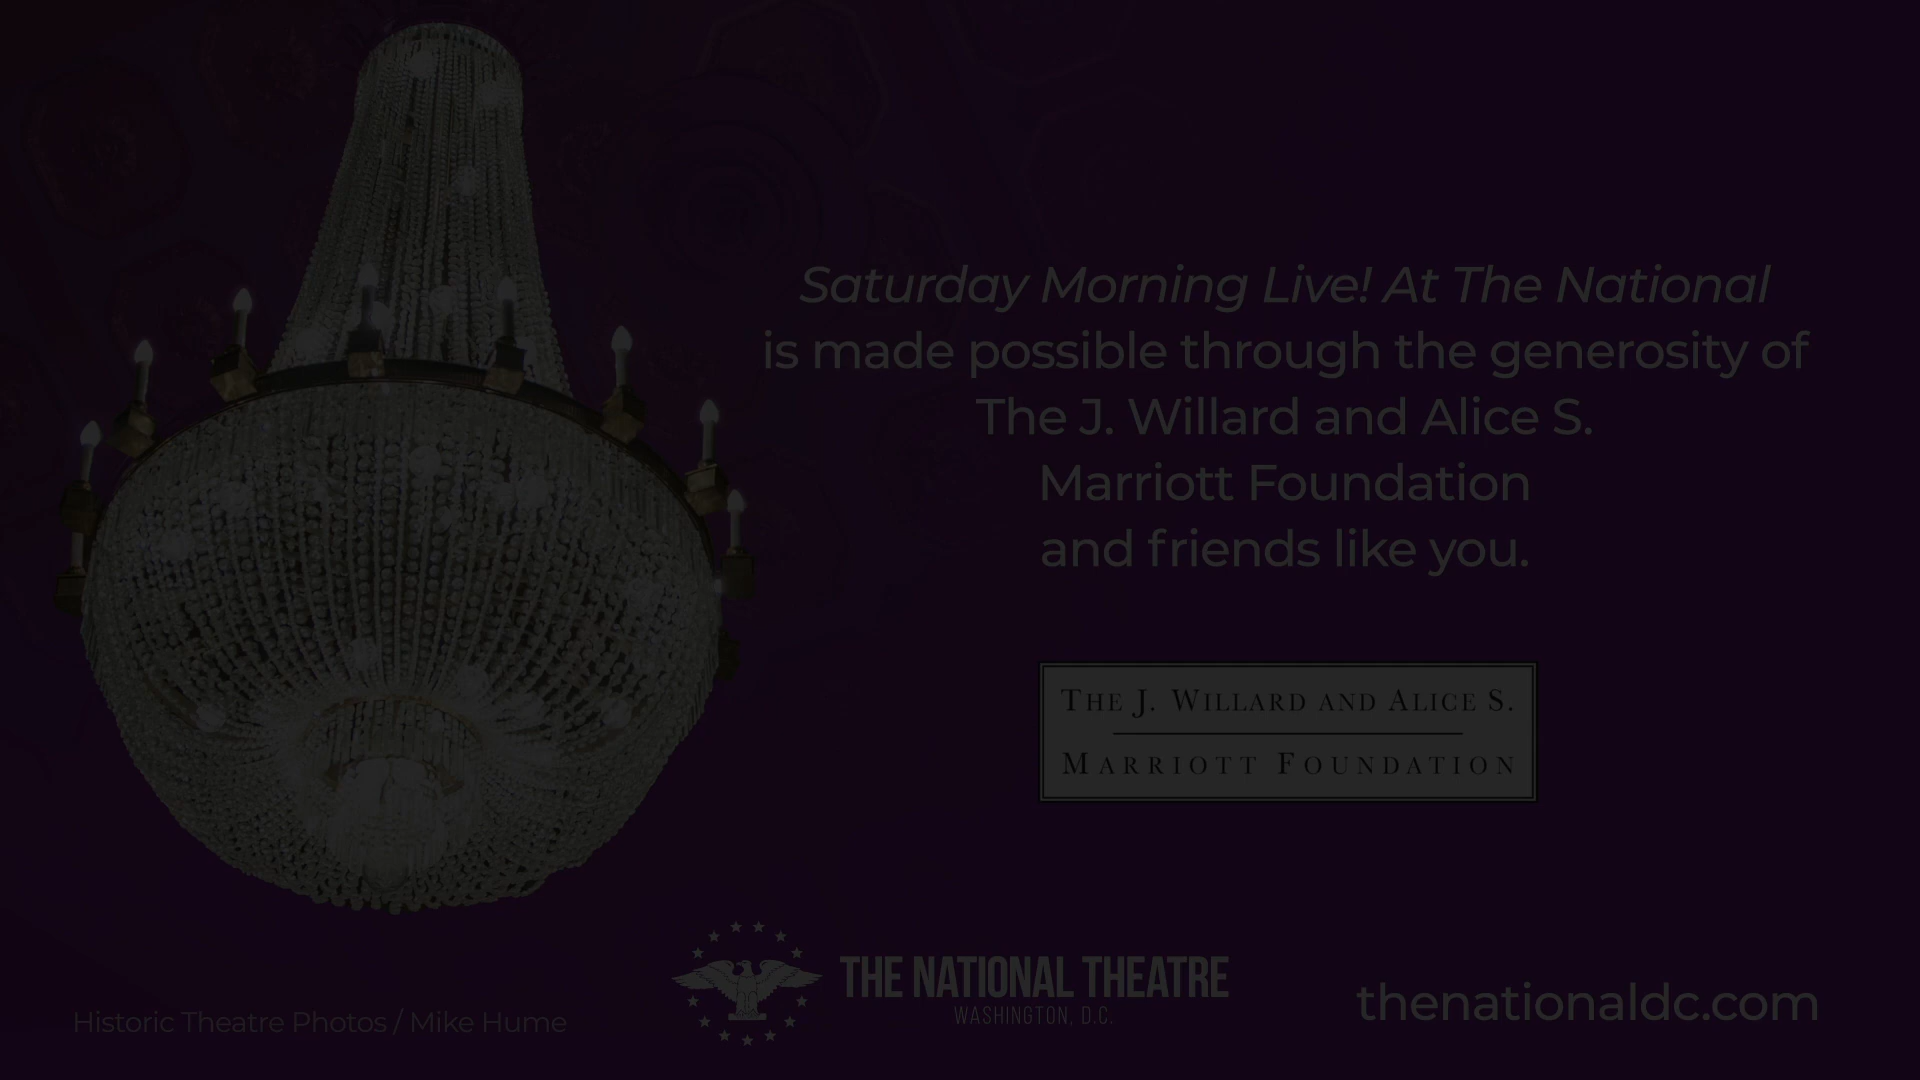 Saturday Morning Live! At The National
is made possible through the generosity of
The J. Willard and Alice S.
Marriott Foundation
and friends like you.
THE J. WILLARD AND ALICE S.
MARRIOTT FOUNDATION
THE NATIONAL THEATRE
WASHINGTON, D.C.
Historic Theatre Photos / Mike Hume
thenationaldc.com